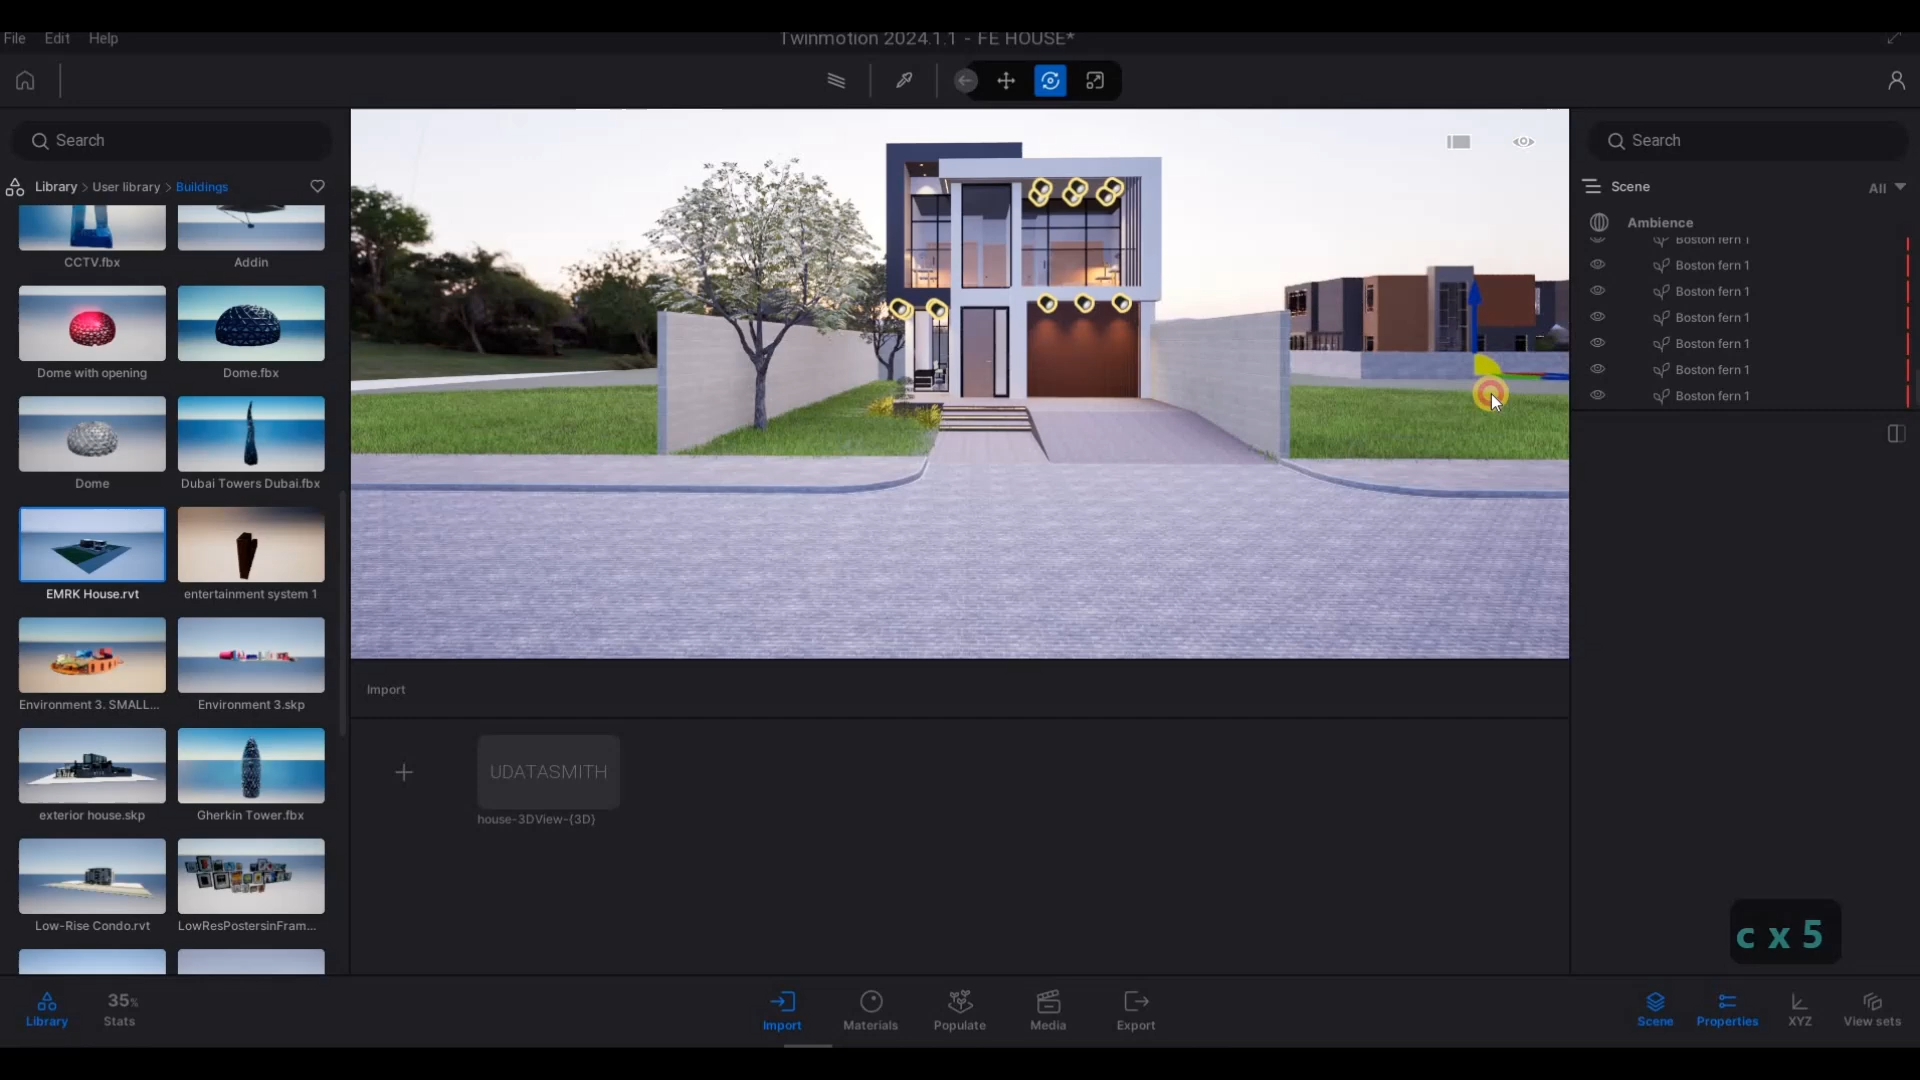 File Edit Help
Twinmotion 2024.1.1 - FE HOUSE*
Search
Library > User library > Buildings
CCTV.fbx
Addin
Dome with opening
Dome.fbx
Dome
Dubai Towers Dubai.fbx
EMRK House.rvt
entertainment system 1
Environment 3. SMALL...
Environment 3.skp
exterior house.skp
Gherkin Tower.fbx
Low-Rise Condo.rvt
LowResPostersinFram...
Library
35%
Stats
Import
UDATASMITH
house-3DView-{3D}
Import
Materials
Populate
Media
Export
Search
Scene
All
Ambience
Boston fern 1
Boston fern 1
Boston fern 1
Boston fern 1
Boston fern 1
Boston fern 1
Boston fern 1
c x 5
Scene
Properties
XYZ
View sets